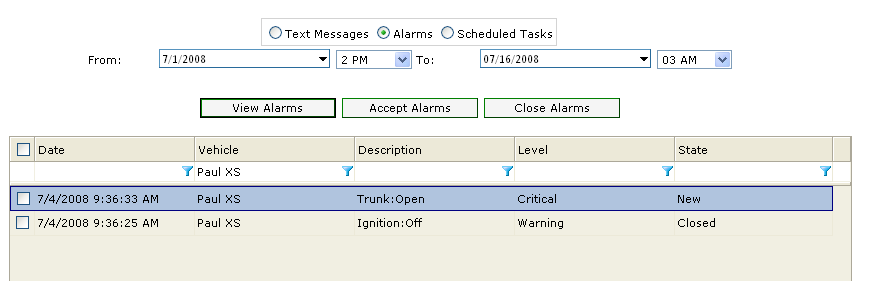 Text Messages Alarms Scheduled Tasks
From: 7/1/2008 2 PM To: 07/16/2008 03 AM
View Alarms Accept Alarms Close Alarms
Date Vehicle Description Level State
Paul XS
7/4/2008 9:36:33 AM Paul XS Trunk:Open Critical New
7/4/2008 9:36:25 AM Paul XS Ignition:Off Warning Closed